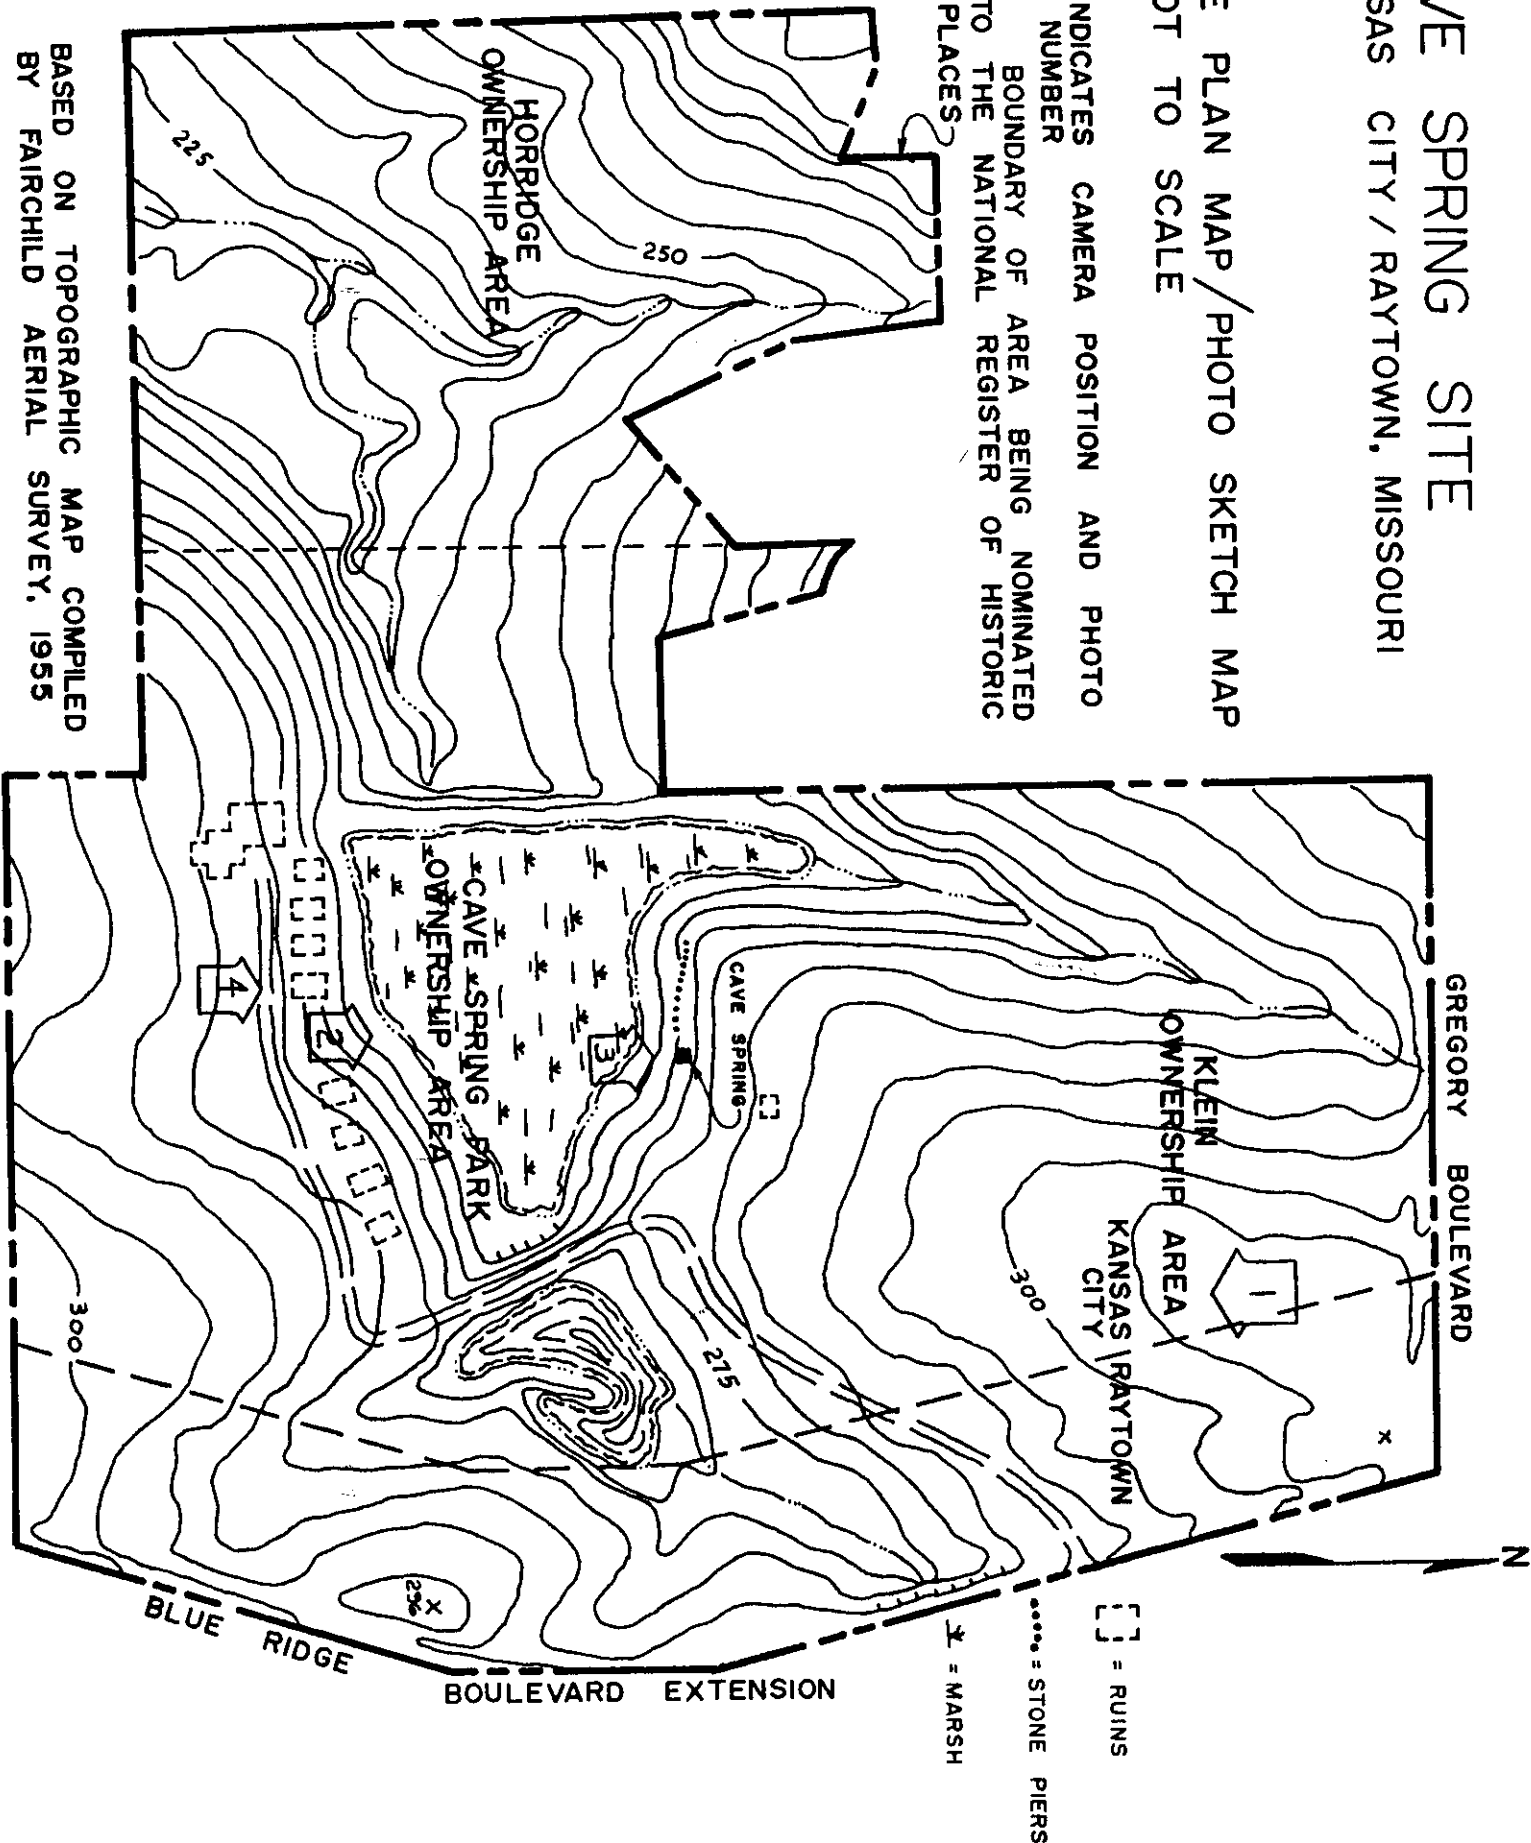 VE SPRING SITE
SAS CITY / RAYTOWN, MISSOURI
E PLAN MAP / PHOTO SKETCH MAP
OT TO SCALE
NDICATES CAMERA POSITION AND PHOTO
NUMBER
BOUNDARY OF AREA BEING NOMINATED
TO THE NATIONAL REGISTER OF HISTORIC
PLACES
N
= RUINS
= STONE PIERS
= MARSH
GREGORY BOULEVARD
KLEIN
OWNERSHIP AREA
KANSAS RAYTOWN
CITY
1
300
X
CAVE SPRING
275
3
HORRIDGE
OWNERSHIP AREA
250
225
CAVE SPRING PARK
OWNERSHIP AREA
2
4
300
X
296
BLUE RIDGE
BOULEVARD EXTENSION
BASED ON TOPOGRAPHIC MAP COMPILED
BY FAIRCHILD AERIAL SURVEY, 1955